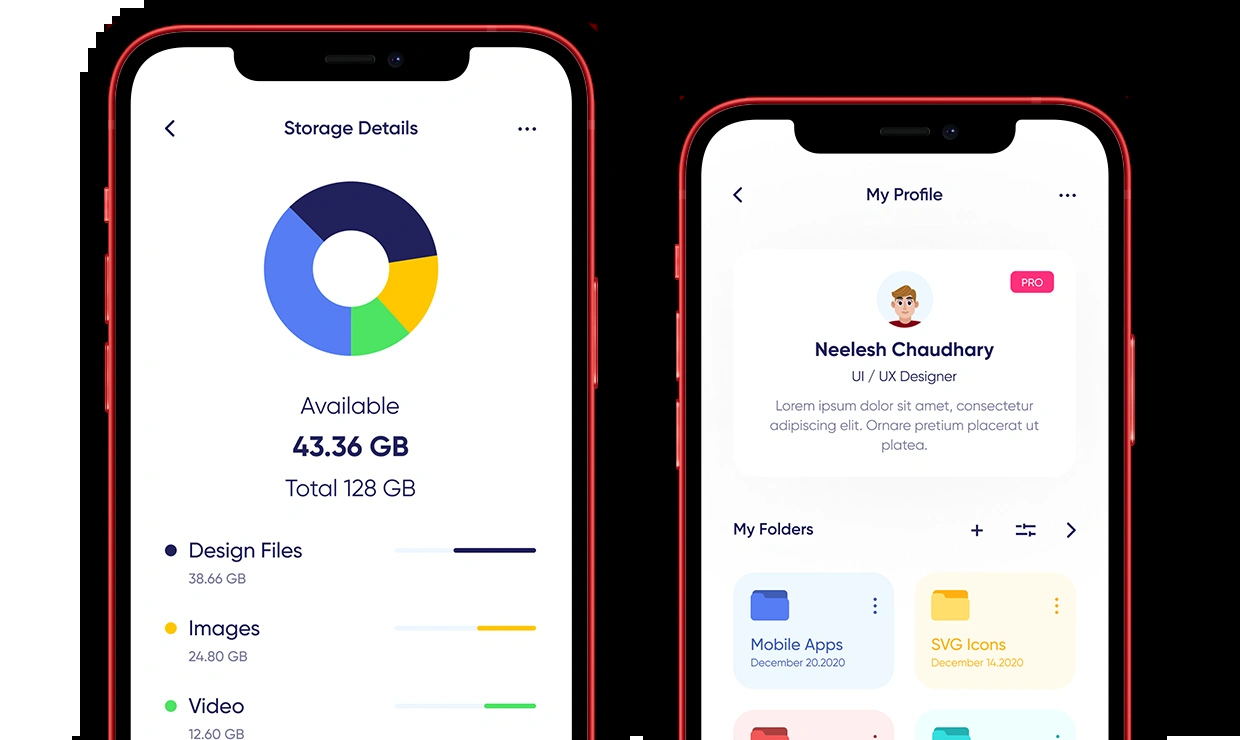 Storage Details
Available
43.36 GB
Total 128 GB
Design Files
38.66 GB
Images
24.80 GB
Video
12.60 GB
My Profile
PRO
Neelesh Chaudhary
UI / UX Designer
Lorem ipsum dolor sit amet, consectetur
adipiscing elit. Ornare pretium placerat ut
platea.
My Folders
Mobile Apps
December 20.2020
SVG Icons
December 14.2020